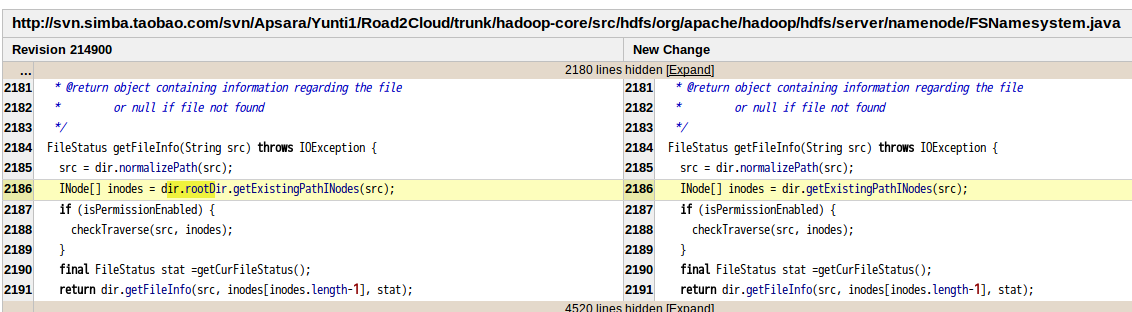 http://svn.simba.taobao.com/svn/Apsara/Yunti1/Road2Cloud/trunk/hadoop-core/src/hdfs/org/apache/hadoop/hdfs/server/namenode/FSNamesystem.java
Revision 214900 New Change
... 2180 lines hidden [Expand]
2181 * @return object containing information regarding the file 2181 * @return object containing information regarding the file
2182 * or null if file not found 2182 * or null if file not found
2183 */ 2183 */
2184 FileStatus getFileInfo(String src) throws IOException { 2184 FileStatus getFileInfo(String src) throws IOException {
2185 src = dir.normalizePath(src); 2185 src = dir.normalizePath(src);
2186 INode[] inodes = dir.rootDir.getExistingPathINodes(src); 2186 INode[] inodes = dir.getExistingPathINodes(src);
2187 if (isPermissionEnabled) { 2187 if (isPermissionEnabled) {
2188 checkTraverse(src, inodes); 2188 checkTraverse(src, inodes);
2189 } 2189 }
2190 final FileStatus stat =getCurFileStatus(); 2190 final FileStatus stat =getCurFileStatus();
2191 return dir.getFileInfo(src, inodes[inodes.length-1], stat); 2191 return dir.getFileInfo(src, inodes[inodes.length-1], stat);
4520 lines hidden [Expand]